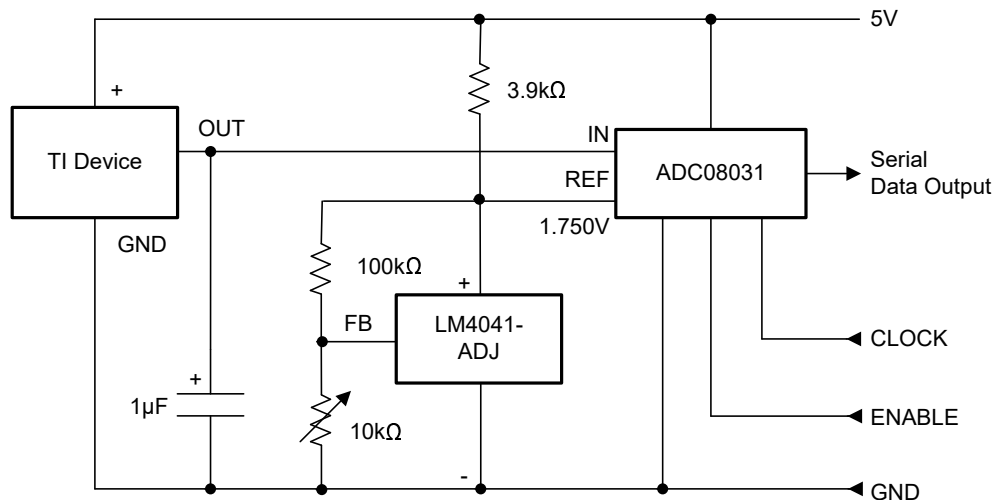 5V
+
3.9kΩ
OUT
IN
TI Device
ADC08031
Serial
Data Output
REF
1.750V
GND
100kΩ
+
FB
LM4041-
ADJ
CLOCK
+
1µF
10kΩ
ENABLE
-
GND